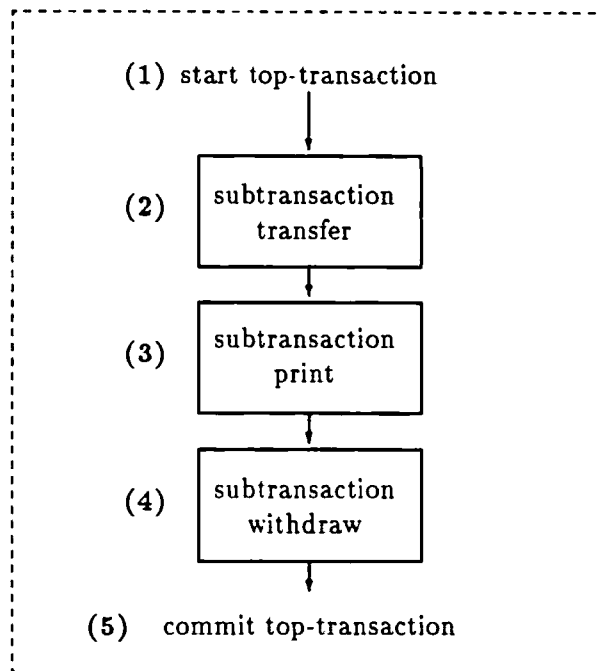 (1) start top-transaction
(2) subtransaction
transfer
(3) subtransaction
print
(4) subtransaction
withdraw
(5) commit top-transaction